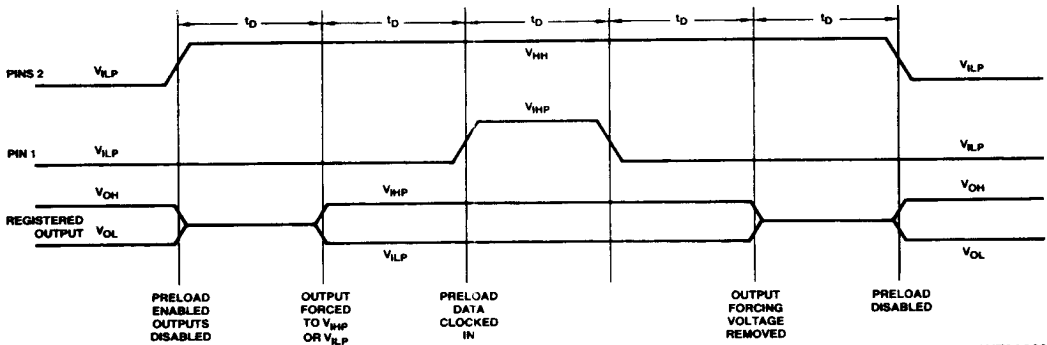 tD tD tD tD tD
PINS 2 VILP VHH VILP
PIN 1 VILP VIHP VILP
REGISTERED
OUTPUT
VOH VIHP VOH
VOL VILP VOL
PRELOAD
ENABLED
OUTPUTS
DISABLED
OUTPUT
FORCED
TO VIHP
OR VILP
PRELOAD
DATA
CLOCKED
IN
OUTPUT
FORCING
VOLTAGE
REMOVED
PRELOAD
DISABLED